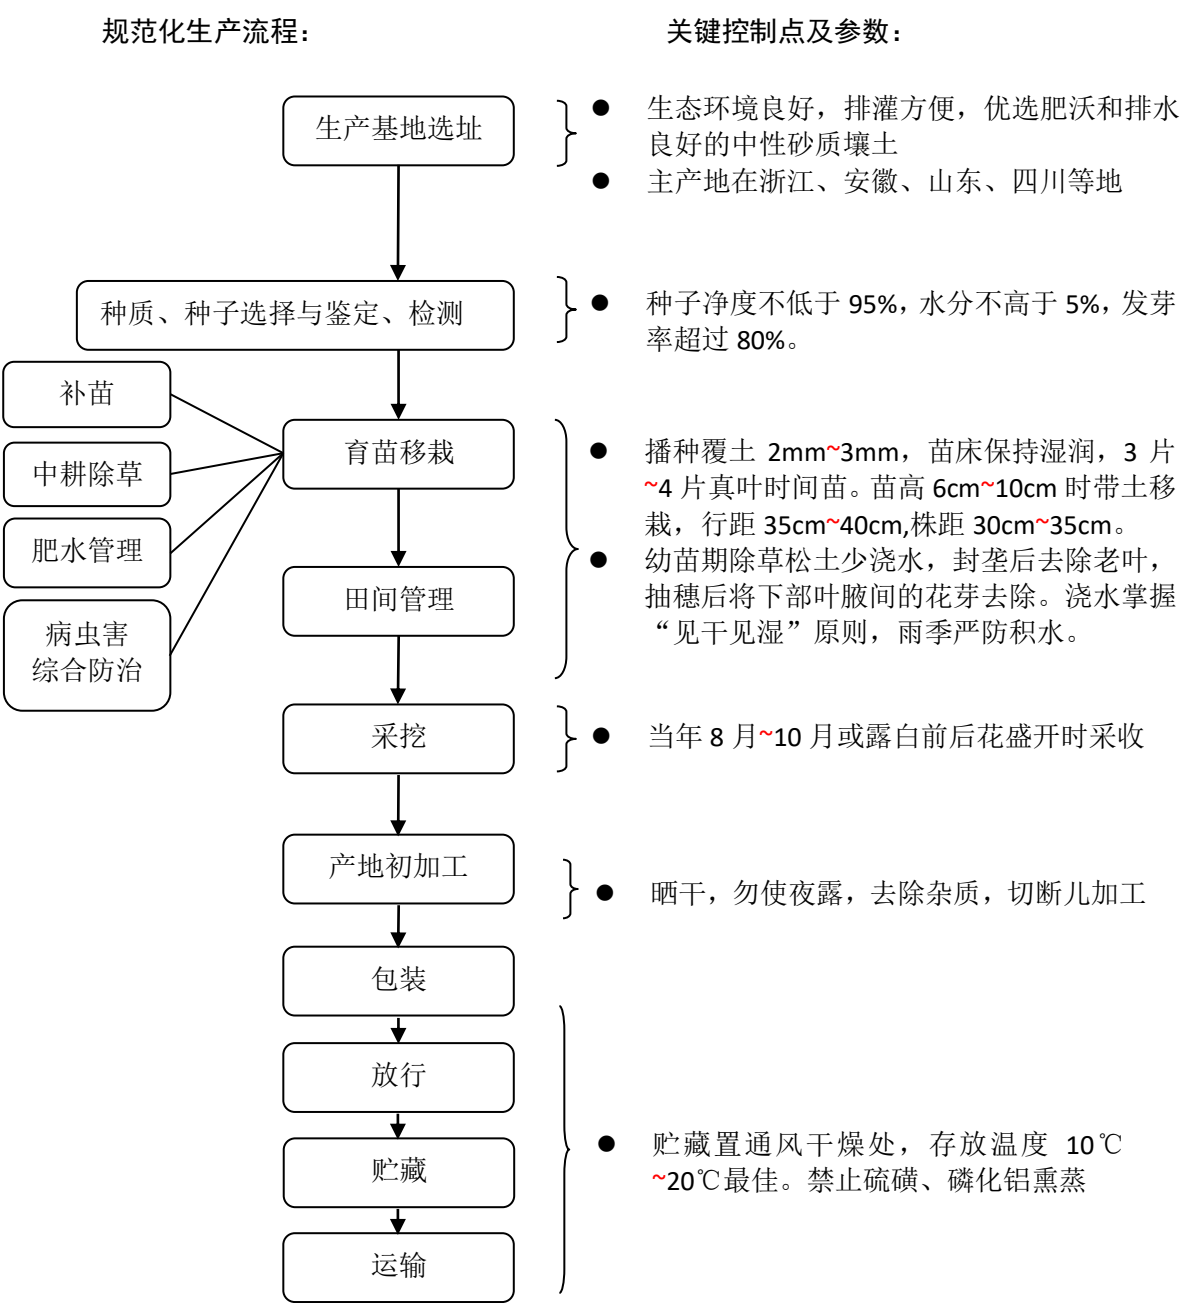 规范化生产流程：
关键控制点及参数：
生产基地选址
● 生态环境良好，排灌方便，优选肥沃和排水
良好的中性砂质壤土
● 主产地在浙江、安徽、山东、四川等地
种质、种子选择与鉴定、检测
● 种子净度不低于 95%，水分不高于 5%，发芽
率超过 80%。
补苗
中耕除草
肥水管理
病虫害
综合防治
育苗移栽
田间管理
● 播种覆土 2mm~3mm，苗床保持湿润，3 片
~4 片真叶时间苗。苗高 6cm~10cm 时带土移
栽，行距 35cm~40cm,株距 30cm~35cm。
● 幼苗期除草松土少浇水，封垄后去除老叶，
抽穗后将下部叶腋间的花芽去除。浇水掌握
“见干见湿”原则，雨季严防积水。
采挖
● 当年 8 月~10 月或露白前后花盛开时采收
产地初加工
● 晒干，勿使夜露，去除杂质，切断儿加工
包装
放行
贮藏
运输
● 贮藏置通风干燥处，存放温度 10℃
~20℃最佳。禁止硫磺、磷化铝熏蒸